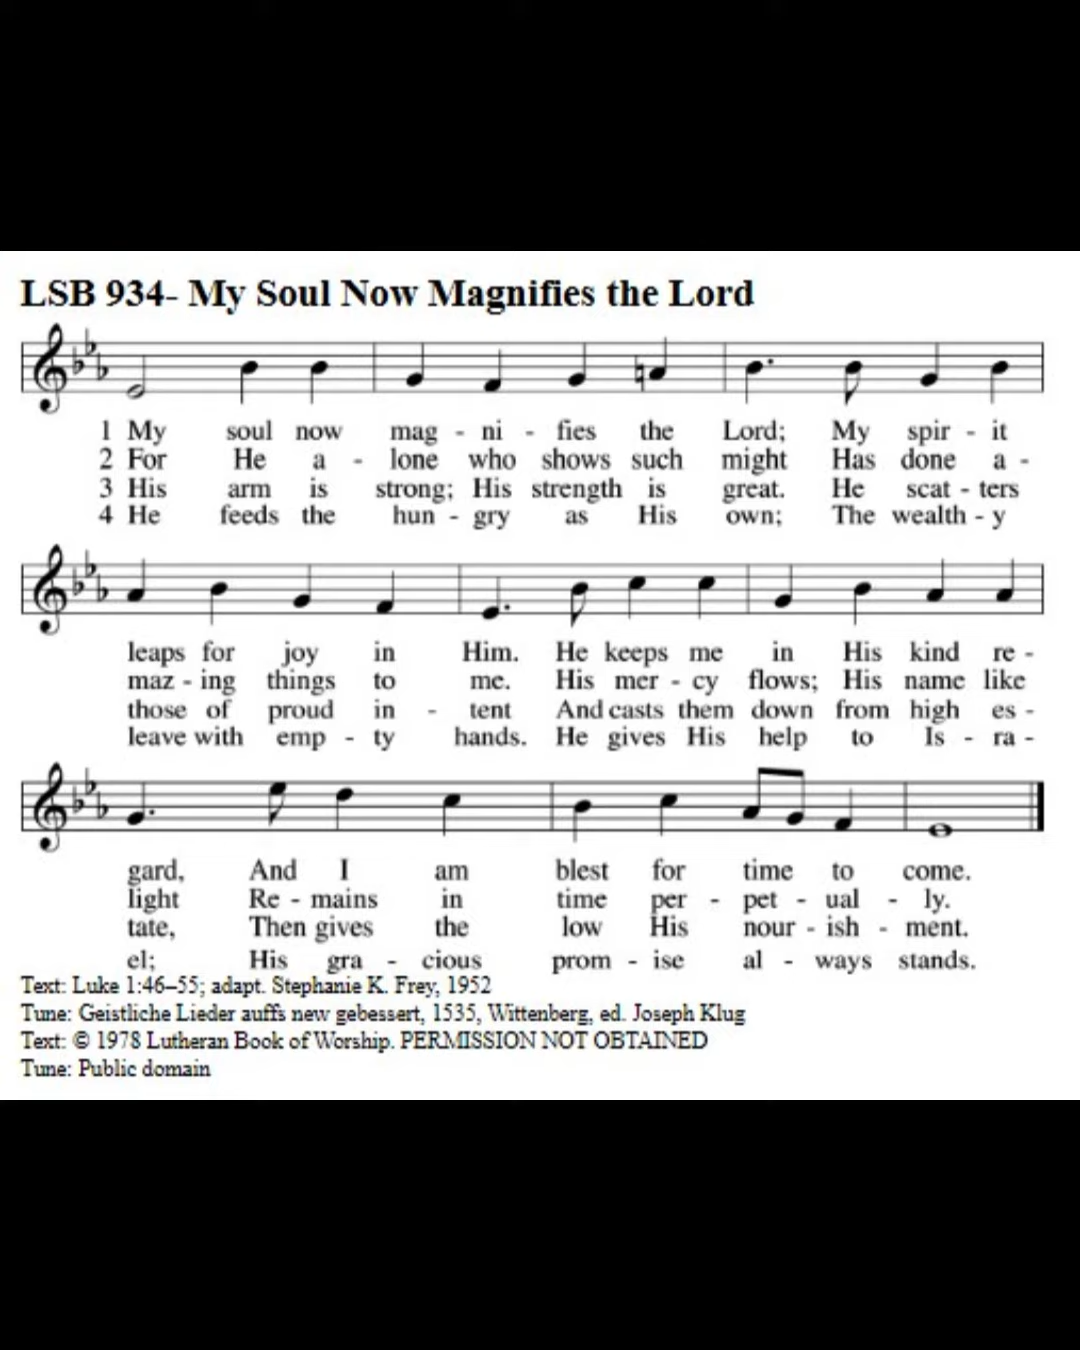 LSB 934- My Soul Now Magnifies the Lord
1 My soul now mag - ni - fies the Lord; My spir - it
2 For He a - lone who shows such might Has done a -
3 His arm is strong; His strength is great. He scat - ters
4 He feeds the hun - gry as His own; The wealth - y
leaps for joy in Him. He keeps me in His kind re -
maz - ing things to me. His mer - cy flows; His name like
those of proud in - tent And casts them down from high es -
leave with emp - ty hands. He gives His help to Is - ra -
gard, And I am blest for time to come.
light Re - mains in time per - pet - ual - ly.
tate, Then gives the low His nour - ish - ment.
el; His gra - cious prom - ise al - ways stands.
Text: Luke 1:46–55; adapt. Stephanie K. Frey, 1952
Tune: Geistliche Lieder auffs new gebessert, 1535, Wittenberg, ed. Joseph Klug
Text: © 1978 Lutheran Book of Worship. PERMISSION NOT OBTAINED
Tune: Public domain